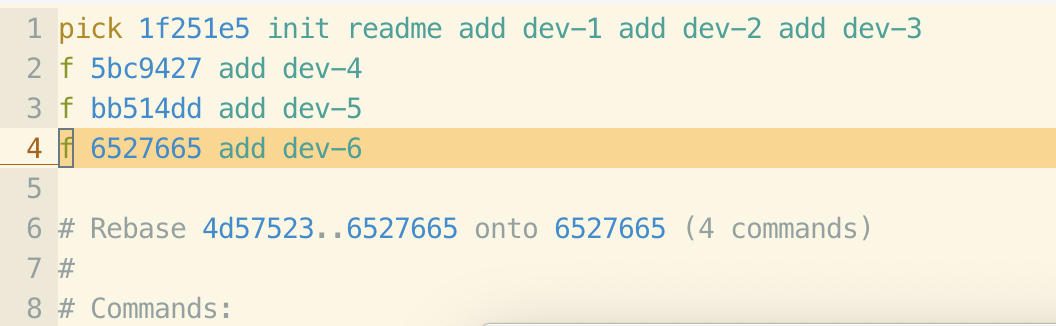 1 pick 1f251e5 init readme add dev-1 add dev-2 add dev-3
2 f 5bc9427 add dev-4
3 f bb514dd add dev-5
4 f 6527665 add dev-6
5
6 # Rebase 4d57523..6527665 onto 6527665 (4 commands)
7 #
8 # Commands: